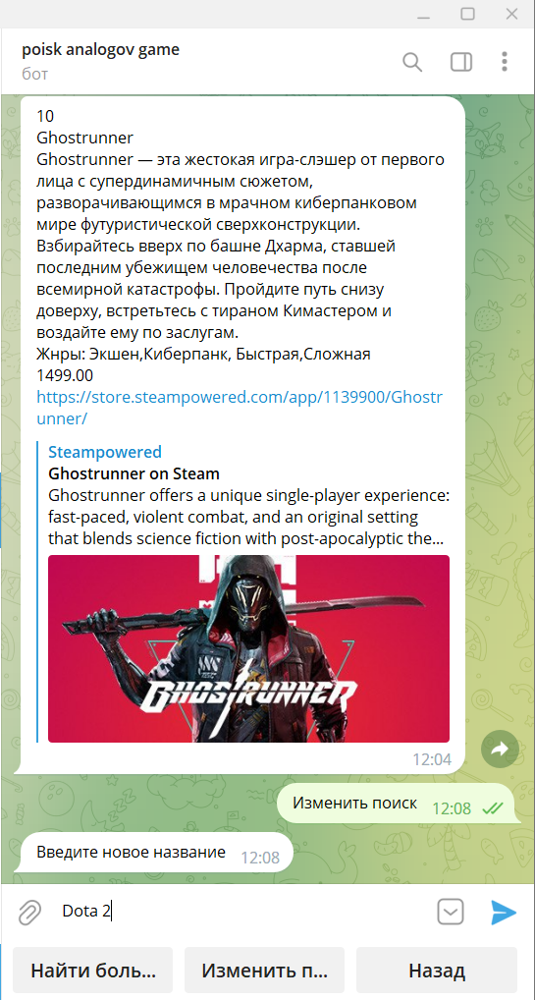 poisk analogov game
бот
10
Ghostrunner
Ghostrunner — эта жестокая игра-слэшер от первого
лица с супердинамичным сюжетом,
разворачивающимся в мрачном киберпанковом
мире футуристической сверхконструкции.
Взбирайтесь вверх по башне Дхарма, ставшей
последним убежищем человечества после
всемирной катастрофы. Пройдите путь снизу
доверху, встретьтесь с тираном Кимастером и
воздайте ему по заслугам.
Жнры: Экшен,Киберпанк, Быстрая,Сложная
1499.00
https://store.steampowered.com/app/1139900/Ghostr
unner/
Steampowered
Ghostrunner on Steam
Ghostrunner offers a unique single-player experience:
fast-paced, violent combat, and an original setting
that blends science fiction with post-apocalyptic the...
GHOSTRUNNER
12:04
Изменить поиск 12:08
Введите новое название 12:08
Dota 2
Найти боль... Изменить п... Назад